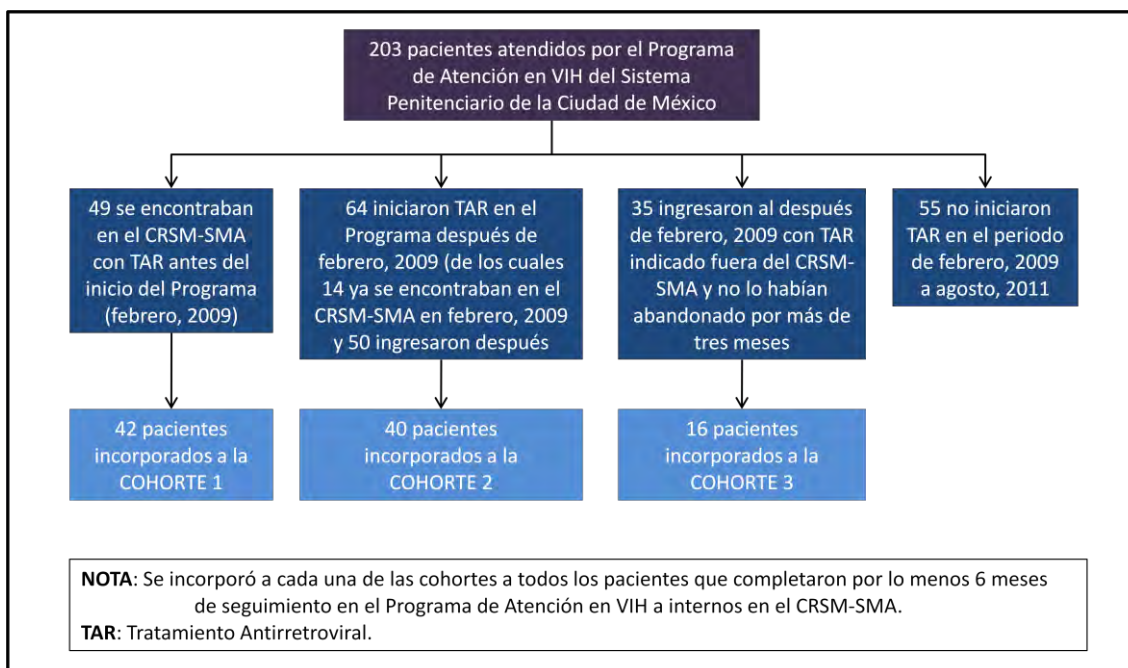 203 pacientes atendidos por el Programa
de Atención en VIH del Sistema
Penitenciario de la Ciudad de México
49 se encontraban
en el CRSM-SMA
con TAR antes del
inicio del Programa
(febrero, 2009)
64 iniciaron TAR en el
Programa después de
febrero, 2009 (de los cuales
14 ya se encontraban en el
CRSM-SMA en febrero, 2009
y 50 ingresaron después
35 ingresaron al después
de febrero, 2009 con TAR
indicado fuera del CRSM-
SMA y no lo habían
abandonado por más de
tres meses
55 no iniciaron
TAR en el periodo
de febrero, 2009
a agosto, 2011
42 pacientes
incorporados a la
COHORTE 1
40 pacientes
incorporados a la
COHORTE 2
16 pacientes
incorporados a la
COHORTE 3
NOTA: Se incorporó a cada una de las cohortes a todos los pacientes que completaron por lo menos 6 meses
de seguimiento en el Programa de Atención en VIH a internos en el CRSM-SMA.
TAR: Tratamiento Antirretroviral.